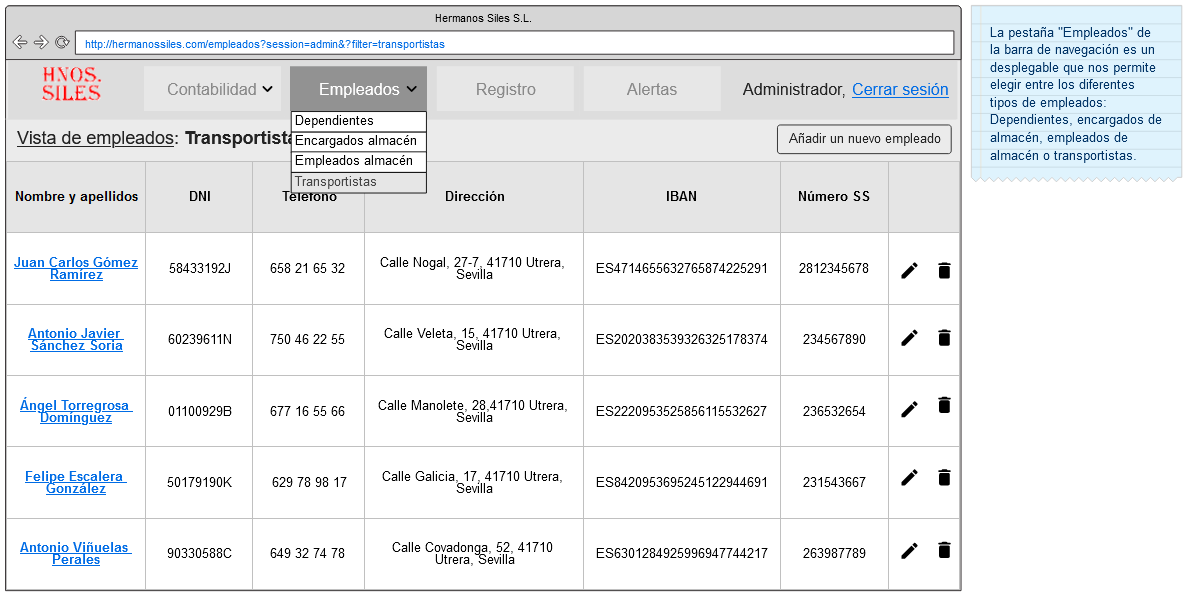 Hermanos Siles S.L.
http://hermanossiles.com/empleados?session=admin&?filter=transportistas
HNOS.
SILES
Contabilidad
Empleados
Registro
Alertas
Administrador, Cerrar sesión
Dependientes
Encargados almacén
Empleados almacén
Transportistas
Vista de empleados: Transportista
Añadir un nuevo empleado
Nombre y apellidos
DNI
Teléfono
Dirección
IBAN
Número SS
Juan Carlos Gómez
Ramírez
58433192J
658 21 65 32
Calle Nogal, 27-7, 41710 Utrera,
Sevilla
ES4714655632765874225291
2812345678
Antonio Javier
Sánchez Soria
60239611N
750 46 22 55
Calle Veleta, 15, 41710 Utrera,
Sevilla
ES2020383539326325178374
234567890
Ángel Torregrosa
Domínguez
01100929B
677 16 55 66
Calle Manolete, 28,41710 Utrera,
Sevilla
ES2220953525856115532627
236532654
Felipe Escalera
González
50179190K
629 78 98 17
Calle Galicia, 17, 41710 Utrera,
Sevilla
ES8420953695245122944691
231543667
Antonio Viñuelas
Perales
90330588C
649 32 74 78
Calle Covadonga, 52, 41710
Utrera, Sevilla
ES6301284925996947744217
263987789
La pestaña "Empleados" de
la barra de navegación es un
desplegable que nos permite
elegir entre los diferentes
tipos de empleados:
Dependientes, encargados de
almacén, empleados de
almacén o transportistas.